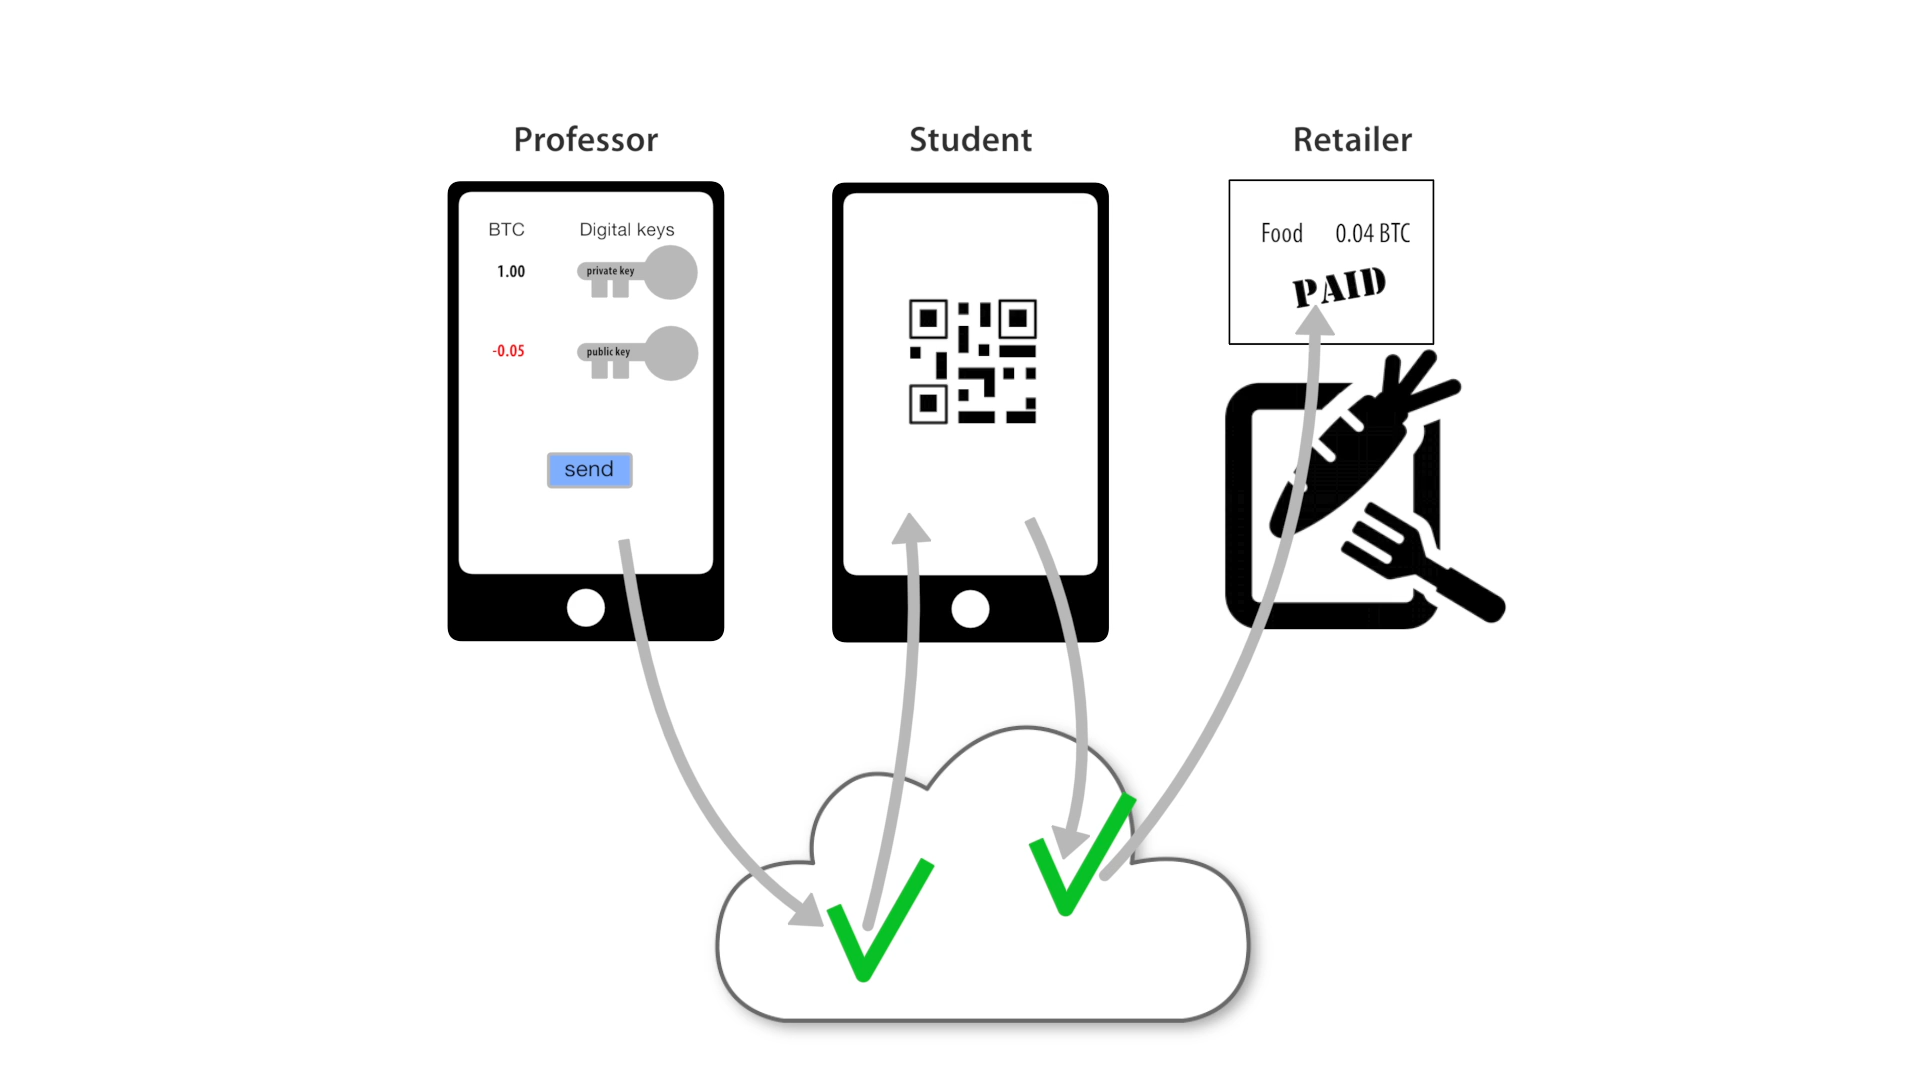 Professor
Student
Retailer
BTC Digital keys
1.00 private key
-0.05 public key
send
Food 0.04 BTC
PAID